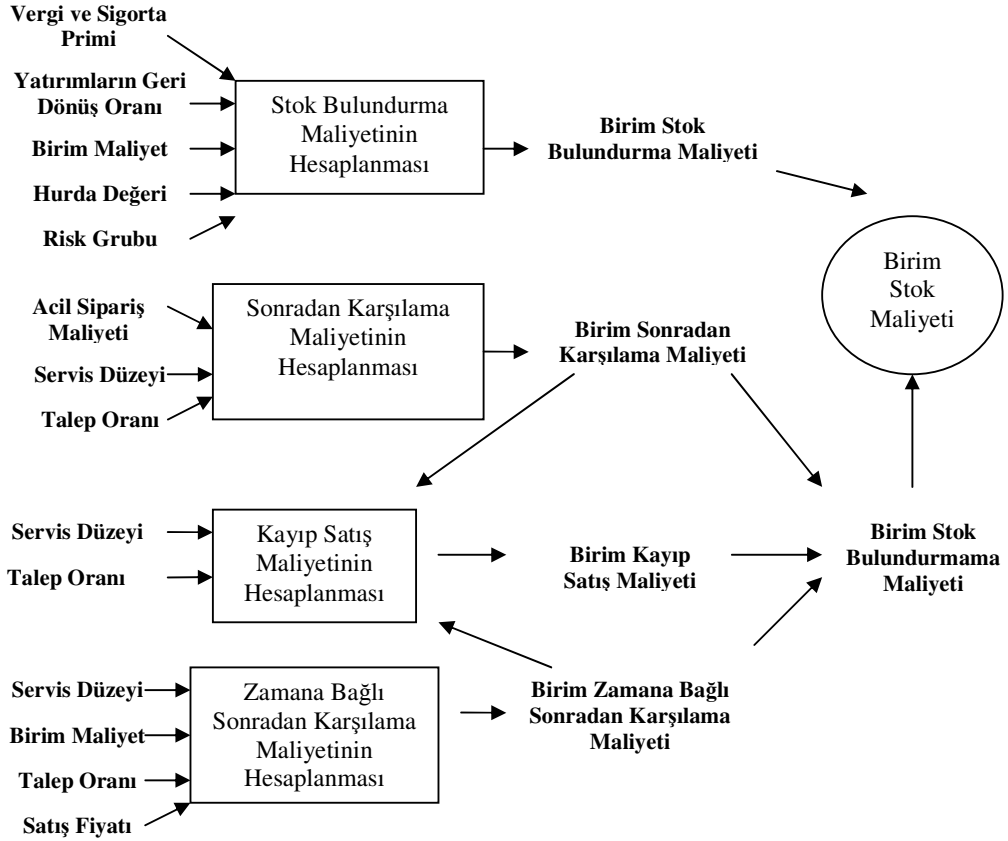 Vergi ve Sigorta
Primi
Yatırımların Geri
Dönüş Oranı
Birim Maliyet
Hurda Değeri
Risk Grubu
Stok Bulundurma
Maliyetinin
Hesaplanması
Birim Stok
Bulundurma Maliyeti
Birim
Stok
Maliyeti
Acil Sipariş
Maliyeti
Servis Düzeyi
Talep Oranı
Sonradan Karşılama
Maliyetinin
Hesaplanması
Birim Sonradan
Karşılama Maliyeti
Servis Düzeyi
Talep Oranı
Kayıp Satış
Maliyetinin
Hesaplanması
Birim Kayıp
Satış Maliyeti
Birim Stok
Bulundurmama
Maliyeti
Servis Düzeyi
Birim Maliyet
Talep Oranı
Satış Fiyatı
Zamana Bağlı
Sonradan Karşılama
Maliyetinin
Hesaplanması
Birim Zamana Bağlı
Sonradan Karşılama
Maliyeti